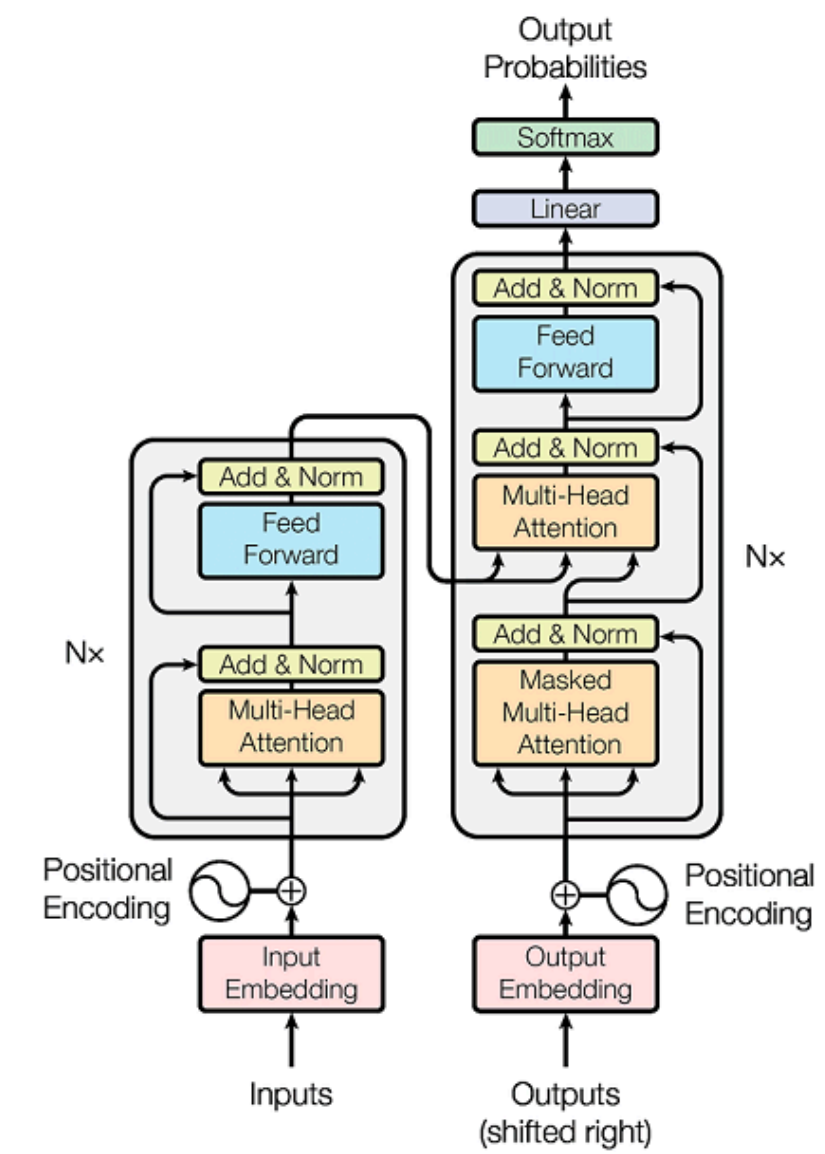 Output
Probabilities
Softmax
Linear
Add & Norm
Feed
Forward
Add & Norm
Multi-Head
Attention
Add & Norm
Masked
Multi-Head
Attention
Nx
Add & Norm
Feed
Forward
Add & Norm
Multi-Head
Attention
Nx
Positional
Encoding
Positional
Encoding
Input
Embedding
Output
Embedding
Inputs
Outputs
(shifted right)